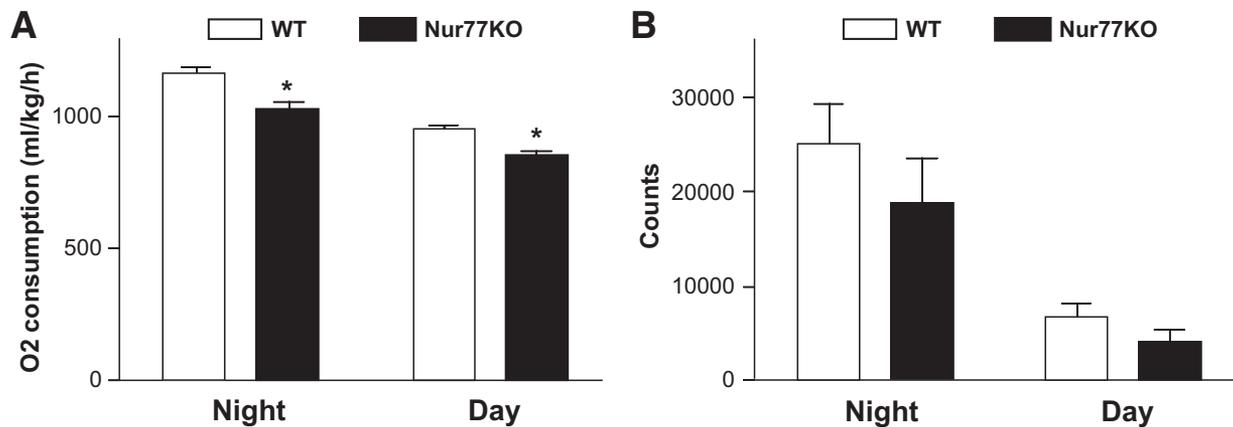 A
WT
Nur77KO
O2 consumption (ml/kg/h)
1000
500
0
*
*
Night
Day
B
WT
Nur77KO
Counts
30000
20000
10000
0
Night
Day